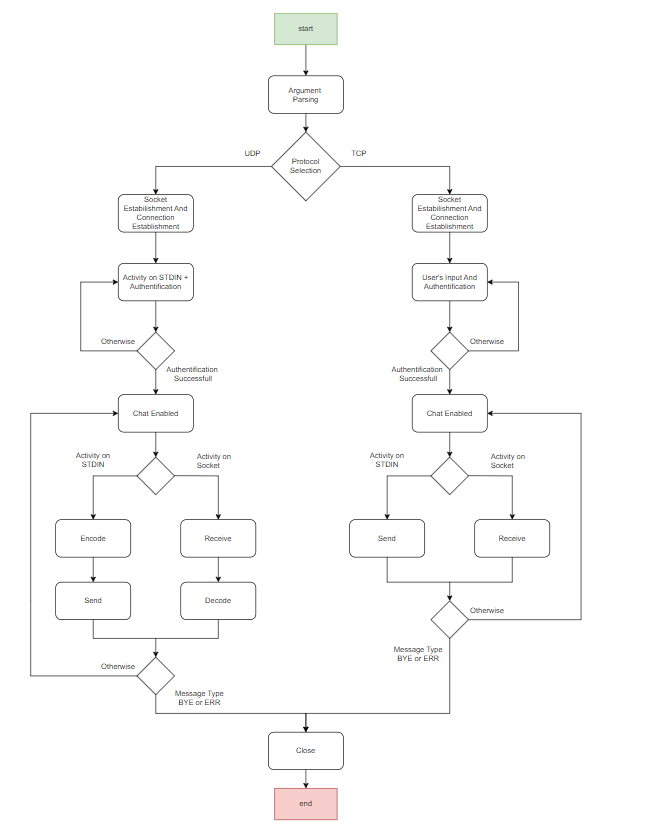 start
Argument
Parsing
UDP
Protocol
Selection
TCP
Socket
Estabilishment And
Connection
Establishment
Socket
Estabilishment And
Connection
Establishment
Activity on STDIN +
Authentification
User's Input And
Authentification
Otherwise
Otherwise
Authentification
Successfull
Authentification
Successfull
Chat Enabled
Chat Enabled
Activity on
STDIN
Activity on
Socket
Activity on
STDIN
Activity on
Socket
Encode
Receive
Send
Receive
Send
Decode
Otherwise
Message Type
BYE or ERR
Otherwise
Message Type
BYE or ERR
Close
end